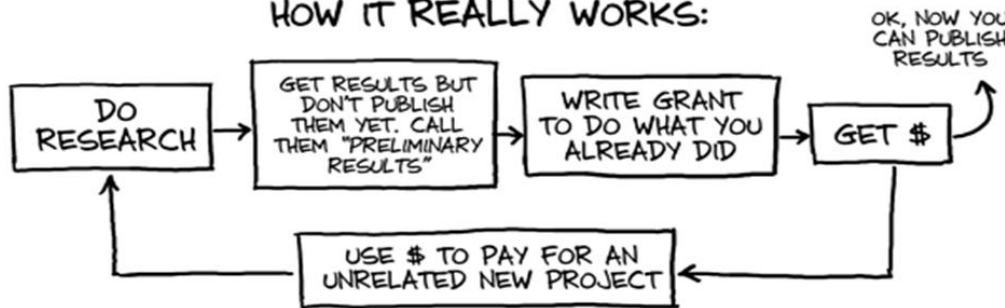 HOW IT REALLY WORKS:
DO
RESEARCH
GET RESULTS BUT
DON'T PUBLISH
THEM YET. CALL
THEM "PRELIMINARY
RESULTS"
WRITE GRANT
TO DO WHAT YOU
ALREADY DID
GET $
OK, NOW YOU
CAN PUBLISH
RESULTS
USE $ TO PAY FOR AN
UNRELATED NEW PROJECT